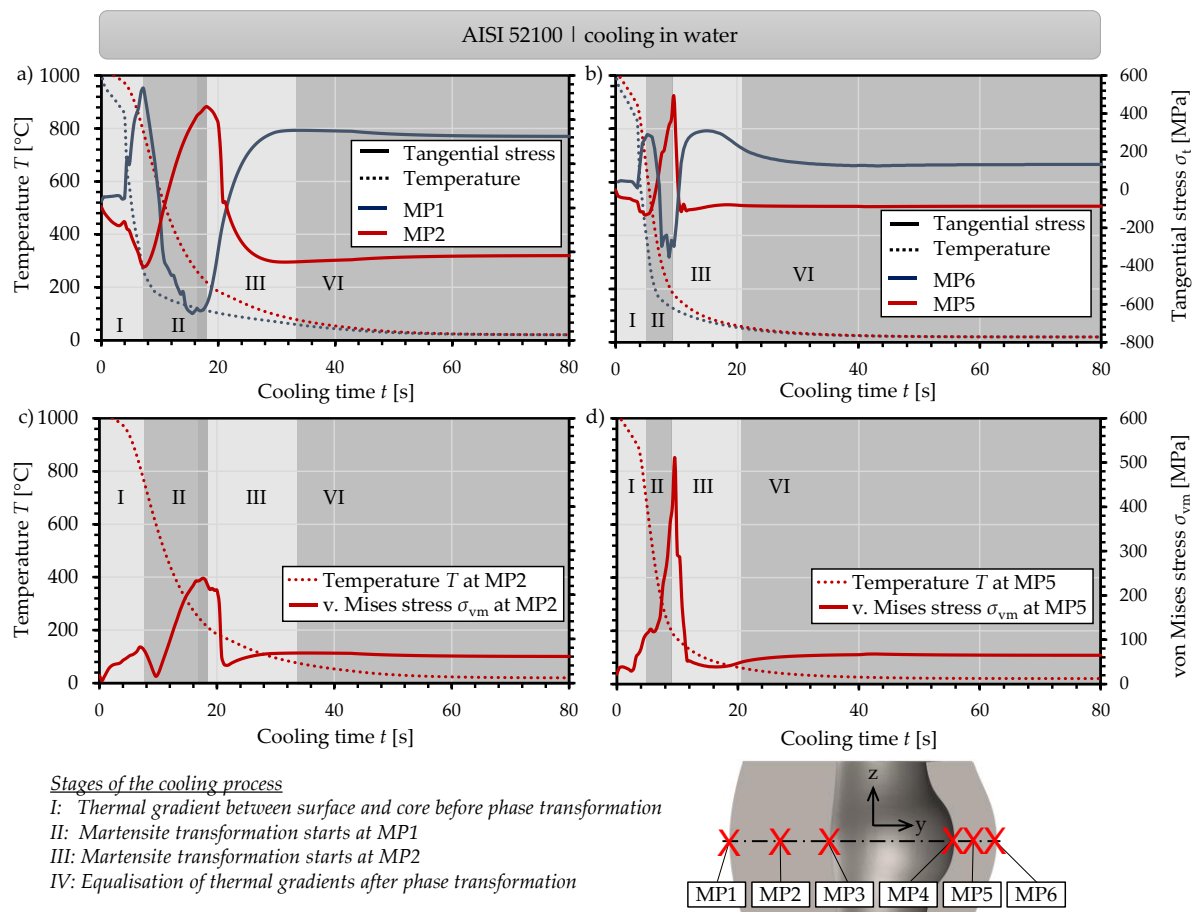 AISI 52100 | cooling in water
a)
1000
800
600
400
200
0
Temperature T [°C]
0
20
40
60
80
Cooling time t [s]
Tangential stress
Temperature
MP1
MP2
I
II
III
VI
b)
600
400
200
0
-200
-400
-600
-800
Tangential stress σt [MPa]
0
20
40
60
80
Cooling time t [s]
Tangential stress
Temperature
MP6
MP5
I
II
III
VI
c)
1000
800
600
400
200
0
Temperature T [°C]
0
20
40
60
80
Cooling time t [s]
Temperature T at MP2
v. Mises stress σvm at MP2
I
II
III
VI
d)
600
500
400
300
200
100
0
von Mises stress σvm [MPa]
0
20
40
60
80
Cooling time t [s]
Temperature T at MP5
v. Mises stress σvm at MP5
I
II
III
VI
Stages of the cooling process
I: Thermal gradient between surface and core before phase transformation
II: Martensite transformation starts at MP1
III: Martensite transformation starts at MP2
IV: Equalisation of thermal gradients after phase transformation
z
y
MP1
MP2
MP3
MP4
MP5
MP6